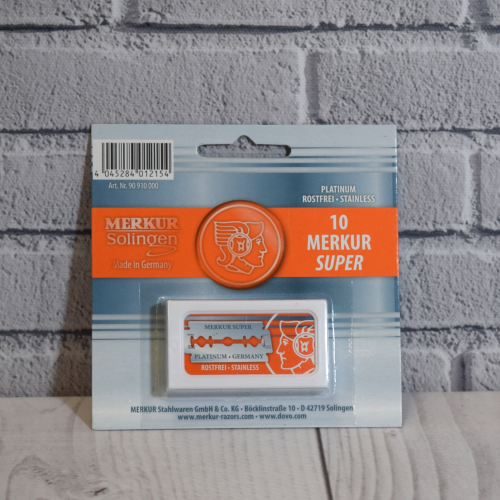 4 045284 012154
Art. Nr. 90 910 000
PLATINUM
ROSTFREI • STAINLESS
MERKUR
Solingen
Made in Germany
10
MERKUR
SUPER
MERKUR SUPER
PLATINUM • GERMANY
ROSTFREI • STAINLESS
MERKUR Stahlwaren GmbH & Co. KG • Böcklinstraße 10 • D 42719 Solingen
www.merkur-razors.com • www.dovo.com